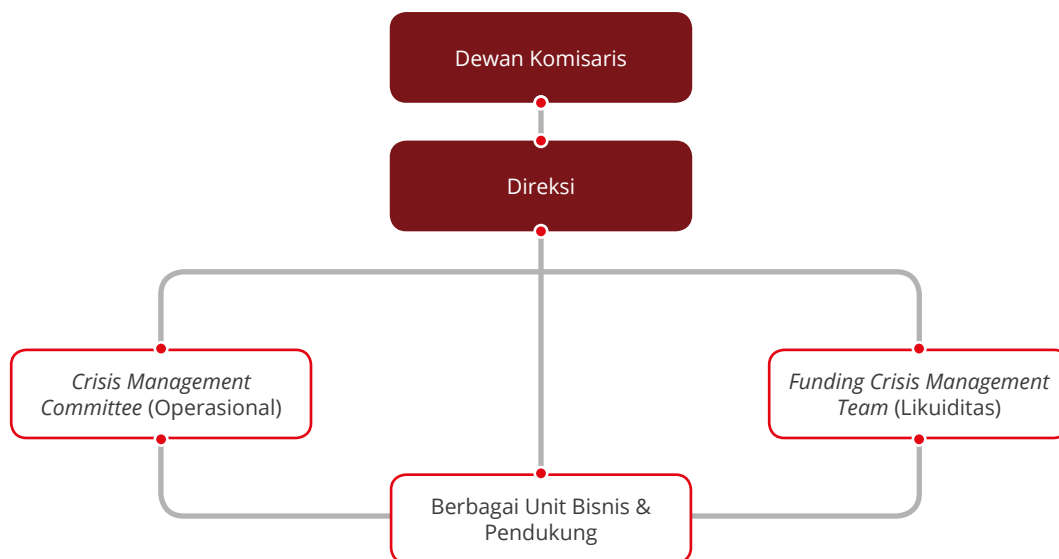 Dewan Komisaris
Direksi
Crisis Management
Committee (Operasional)
Funding Crisis Management
Team (Likuiditas)
Berbagai Unit Bisnis &
Pendukung